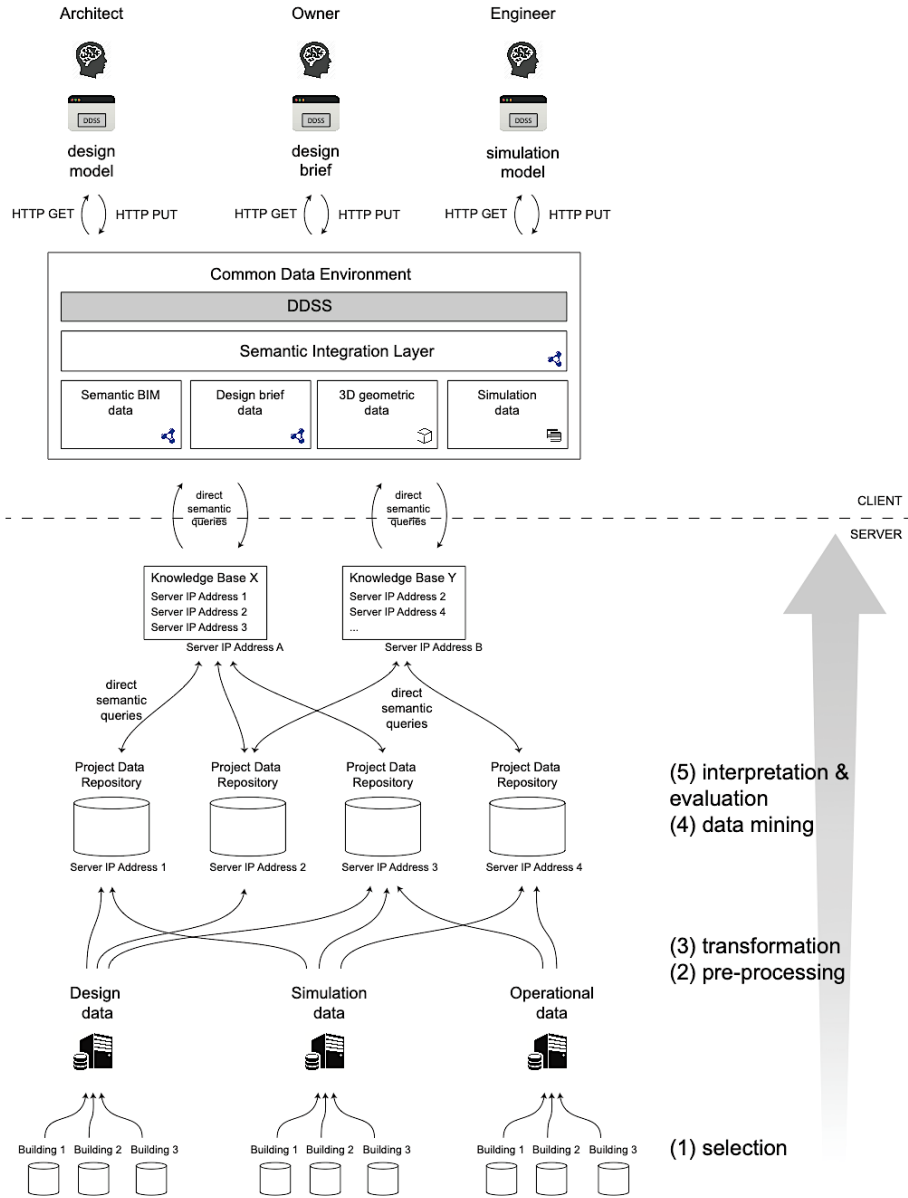 Architect
Owner
Engineer
DDSS
DDSS
DDSS
design
model
design
brief
simulation
model
HTTP GET
HTTP PUT
HTTP GET
HTTP PUT
HTTP GET
HTTP PUT
Common Data Environment
DDSS
Semantic Integration Layer
Semantic BIM
data
Design brief
data
3D geometric
data
Simulation
data
direct
semantic
queries
direct
semantic
queries
CLIENT
SERVER
Knowledge Base X
Server IP Address 1
Server IP Address 2
Server IP Address 3
Server IP Address A
Knowledge Base Y
Server IP Address 2
Server IP Address 4
...
Server IP Address B
direct
semantic
queries
direct
semantic
queries
Project Data
Repository
Project Data
Repository
Project Data
Repository
Project Data
Repository
Server IP Address 1
Server IP Address 2
Server IP Address 3
Server IP Address 4
(5) interpretation &
evaluation
(4) data mining
(3) transformation
(2) pre-processing
Design
data
Simulation
data
Operational
data
Building 1
Building 2
Building 3
Building 1
Building 2
Building 3
Building 1
Building 2
Building 3
(1) selection